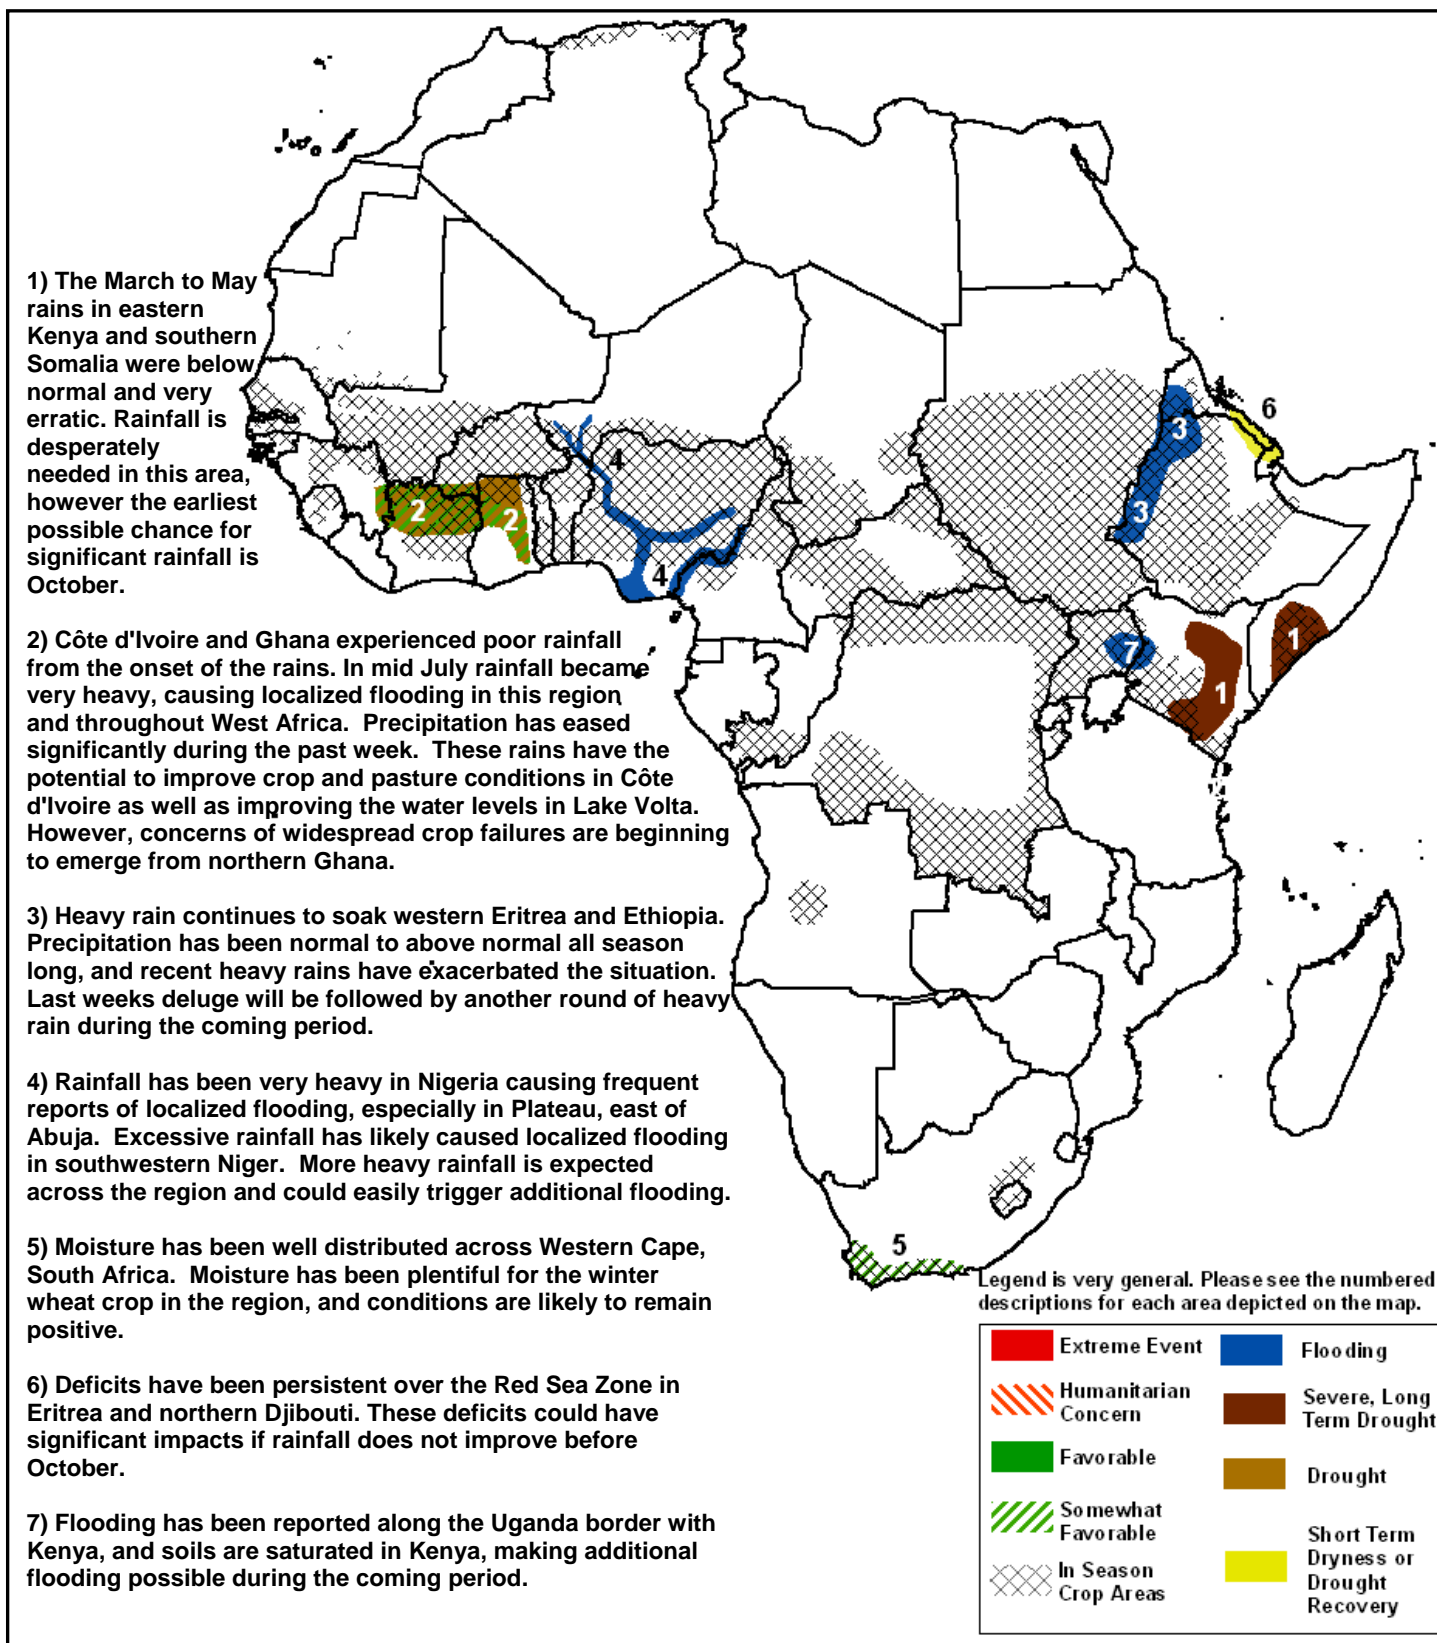 1) The March to May
rains in eastern
Kenya and southern
Somalia were below
normal and very
erratic. Rainfall is
desperately
needed in this area,
however the earliest
possible chance for
significant rainfall is
October.
2) Côte d'Ivoire and Ghana experienced poor rainfall
from the onset of the rains. In mid July rainfall became
very heavy, causing localized flooding in this region
and throughout West Africa. Precipitation has eased
significantly during the past week. These rains have the
potential to improve crop and pasture conditions in Côte
d'Ivoire as well as improving the water levels in Lake Volta.
However, concerns of widespread crop failures are beginning
to emerge from northern Ghana.
3) Heavy rain continues to soak western Eritrea and Ethiopia.
Precipitation has been normal to above normal all season
long, and recent heavy rains have exacerbated the situation.
Last weeks deluge will be followed by another round of heavy
rain during the coming period.
4) Rainfall has been very heavy in Nigeria causing frequent
reports of localized flooding, especially in Plateau, east of
Abuja. Excessive rainfall has likely caused localized flooding
in southwestern Niger. More heavy rainfall is expected
across the region and could easily trigger additional flooding.
5) Moisture has been well distributed across Western Cape,
South Africa. Moisture has been plentiful for the winter
wheat crop in the region, and conditions are likely to remain
positive.
6) Deficits have been persistent over the Red Sea Zone in
Eritrea and northern Djibouti. These deficits could have
significant impacts if rainfall does not improve before
October.
7) Flooding has been reported along the Uganda border with
Kenya, and soils are saturated in Kenya, making additional
flooding possible during the coming period.
6
3
4
2
2
3
4
7
1
1
5
Legend is very general. Please see the numbered
descriptions for each area depicted on the map.
Extreme Event
Humanitarian
Concern
Favorable
Somewhat
Favorable
In Season
Crop Areas
Flooding
Severe, Long
Term Drought
Drought
Short Term
Dryness or
Drought
Recovery